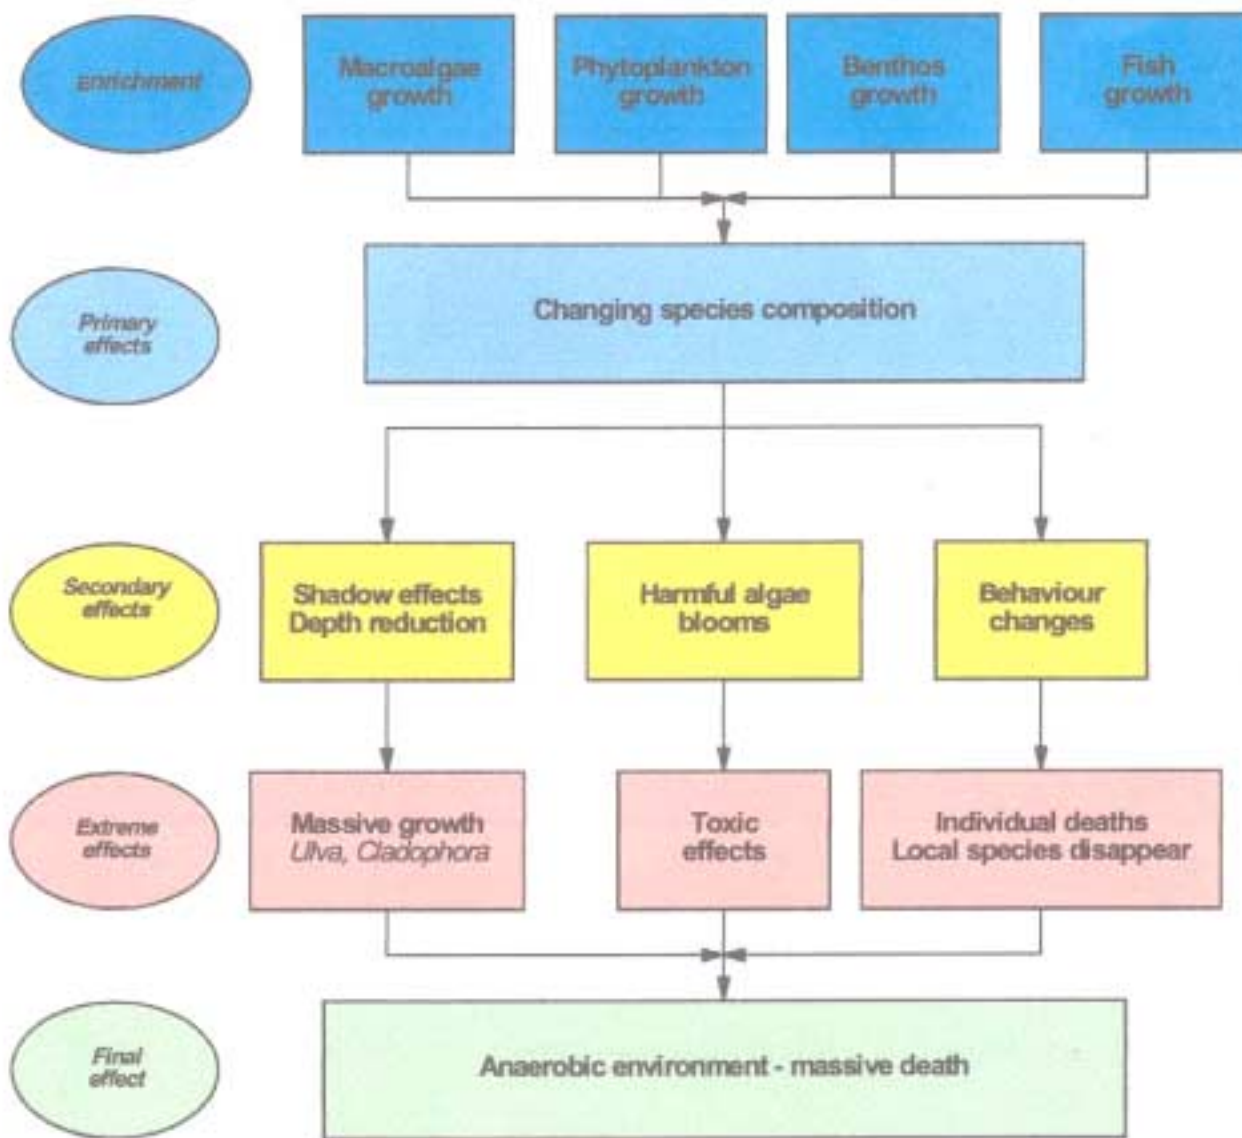 Enrichment
Macroalgae
growth
Phytoplankton
growth
Benthos
growth
Fish
growth
Primary
effects
Changing species composition
Secondary
effects
Shadow effects
Depth reduction
Harmful algae
blooms
Behaviour
changes
Extreme
effects
Massive growth
Ulva, Cladophora
Toxic
effects
Individual deaths
Local species disappear
Final
effect
Anaerobic environment - massive death